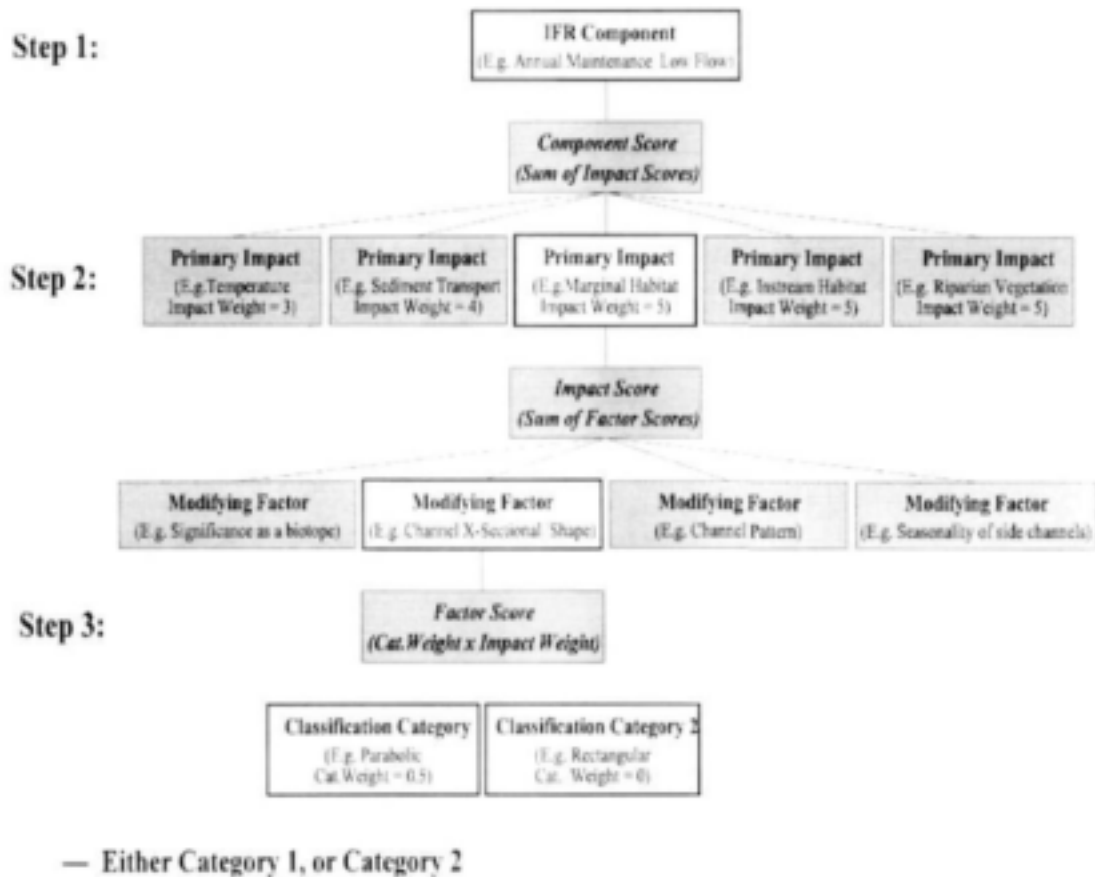 Step 1:
IFR Component
(E.g. Annual Maintenance Low Flow)
Component Score
(Sum of Impact Scores)
Step 2:
Primary Impact
(E.g.Temperature
Impact Weight = 3)
Primary Impact
(E.g. Sediment Transport
Impact Weight = 4)
Primary Impact
(E.g.Marginal Habitat
Impact Weight = 5)
Primary Impact
(E.g. Instream Habitat
Impact Weight = 5)
Primary Impact
(E.g. Riparian Vegetation
Impact Weight = 5)
Impact Score
(Sum of Factor Scores)
Modifying Factor
(E.g. Significance as a biotope)
Modifying Factor
(E.g. Channel X-Sectional Shape)
Modifying Factor
(E.g. Channel Pattern)
Modifying Factor
(E.g. Seasonality of side channels)
Step 3:
Factor Score
(Cat.Weight x Impact Weight)
Classification Category
(E.g. Parabolic
Cat.Weight = 0.5)
Classification Category 2
(E.g. Rectangular
Cat. Weight = 0)
— Either Category 1, or Category 2